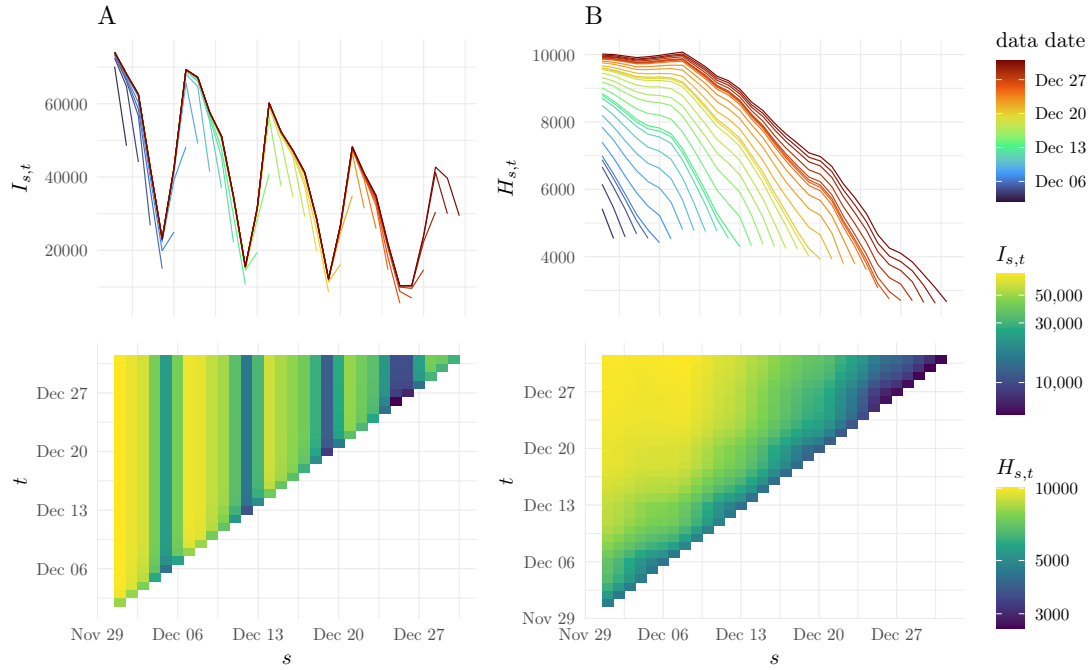 A
B
60000
40000
20000
I_{s,t}
10000
8000
6000
4000
H_{s,t}
data date
Dec 27
Dec 20
Dec 13
Dec 06
I_{s,t}
50,000
30,000
10,000
H_{s,t}
10000
5000
3000
Dec 27
Dec 20
Dec 13
Dec 06
t
Nov 29
Dec 06
Dec 13
Dec 20
Dec 27
s
Dec 27
Dec 20
Dec 13
Dec 06
Nov 29
t
Nov 29
Dec 06
Dec 13
Dec 20
Dec 27
s